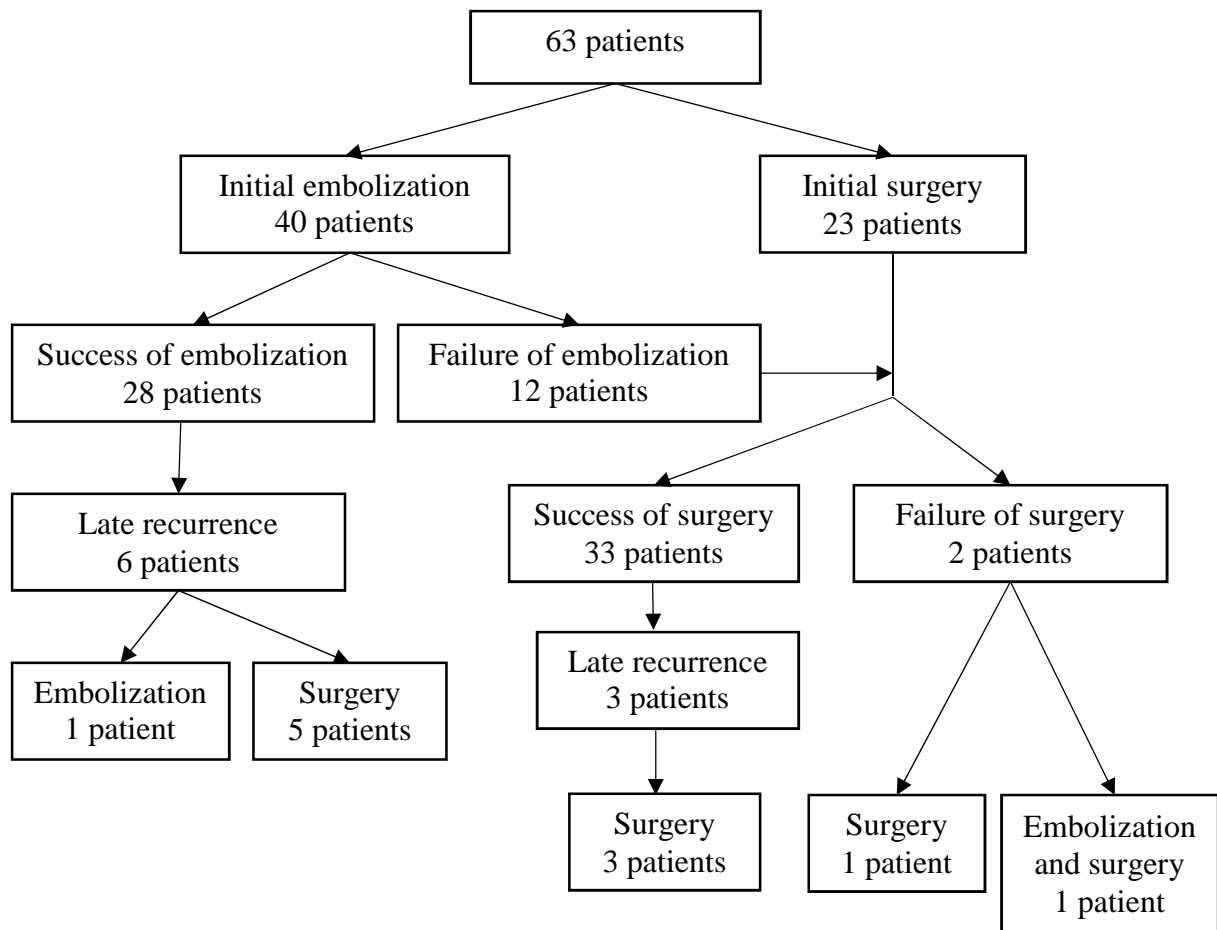 63 patients
Initial embolization
40 patients
Initial surgery
23 patients
Success of embolization
28 patients
Failure of embolization
12 patients
Late recurrence
6 patients
Success of surgery
33 patients
Failure of surgery
2 patients
Embolization
1 patient
Surgery
5 patients
Late recurrence
3 patients
Surgery
3 patients
Surgery
1 patient
Embolization
and surgery
1 patient